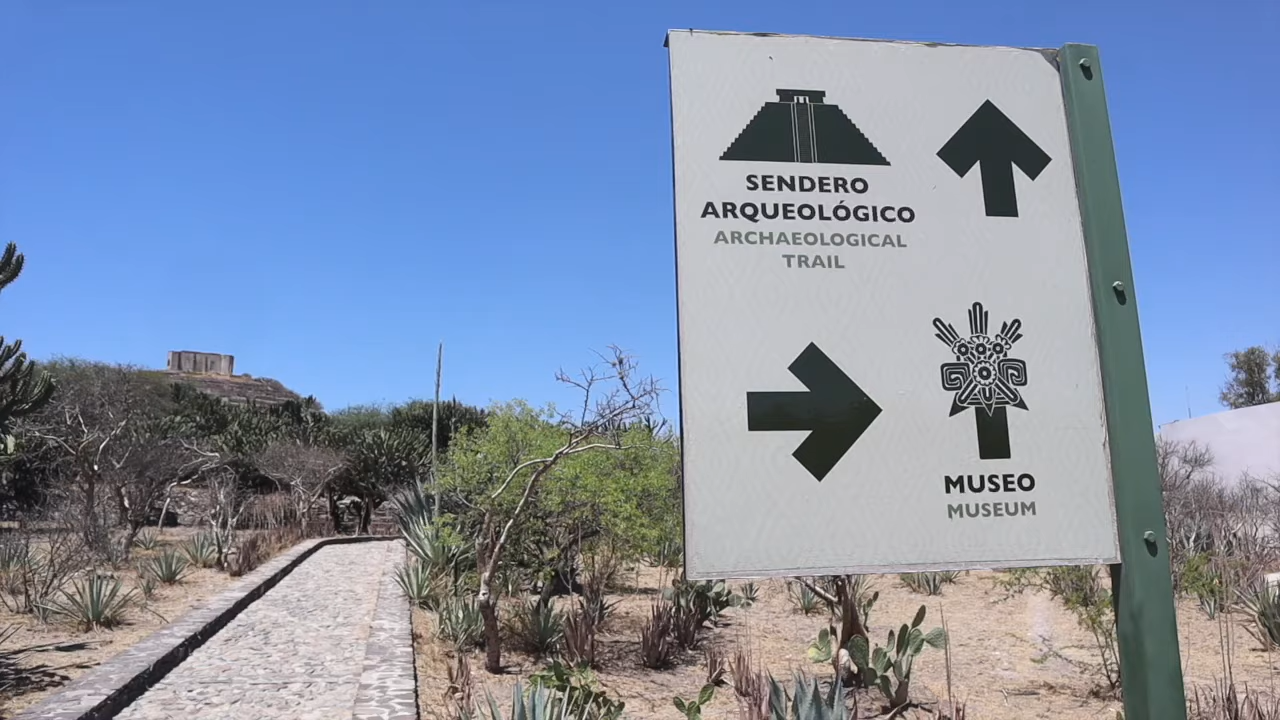 SENDERO
ARQUEOLÓGICO
ARCHAEOLOGICAL
TRAIL
MUSEO
MUSEUM